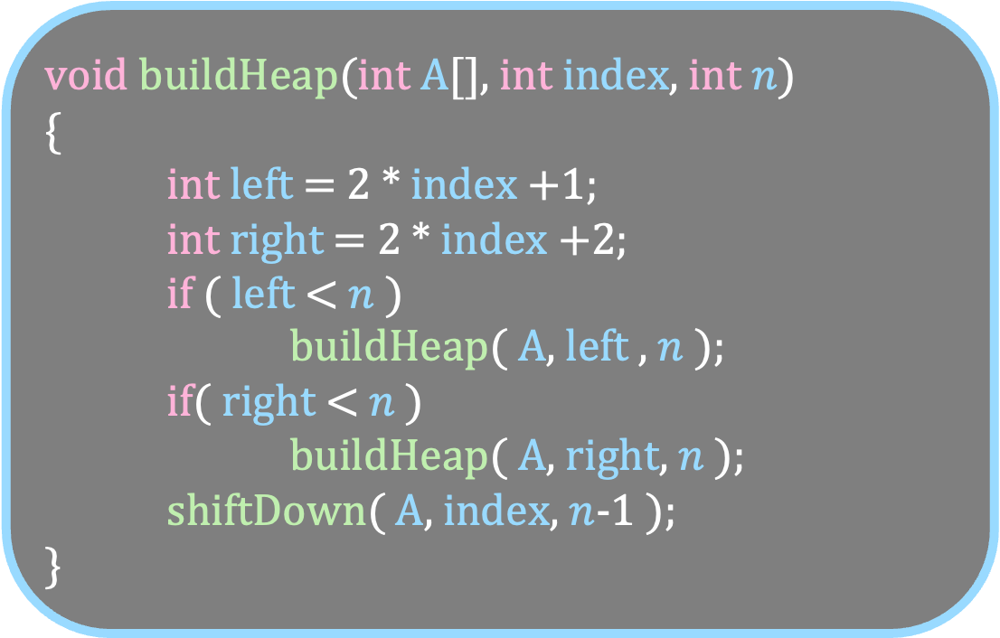 void buildHeap(int A[], int index, int n)
{
int left = 2 * index +1;
int right = 2 * index +2;
if ( left < n )
buildHeap( A, left , n );
if( right < n )
buildHeap( A, right, n );
shiftDown( A, index, n-1 );
}